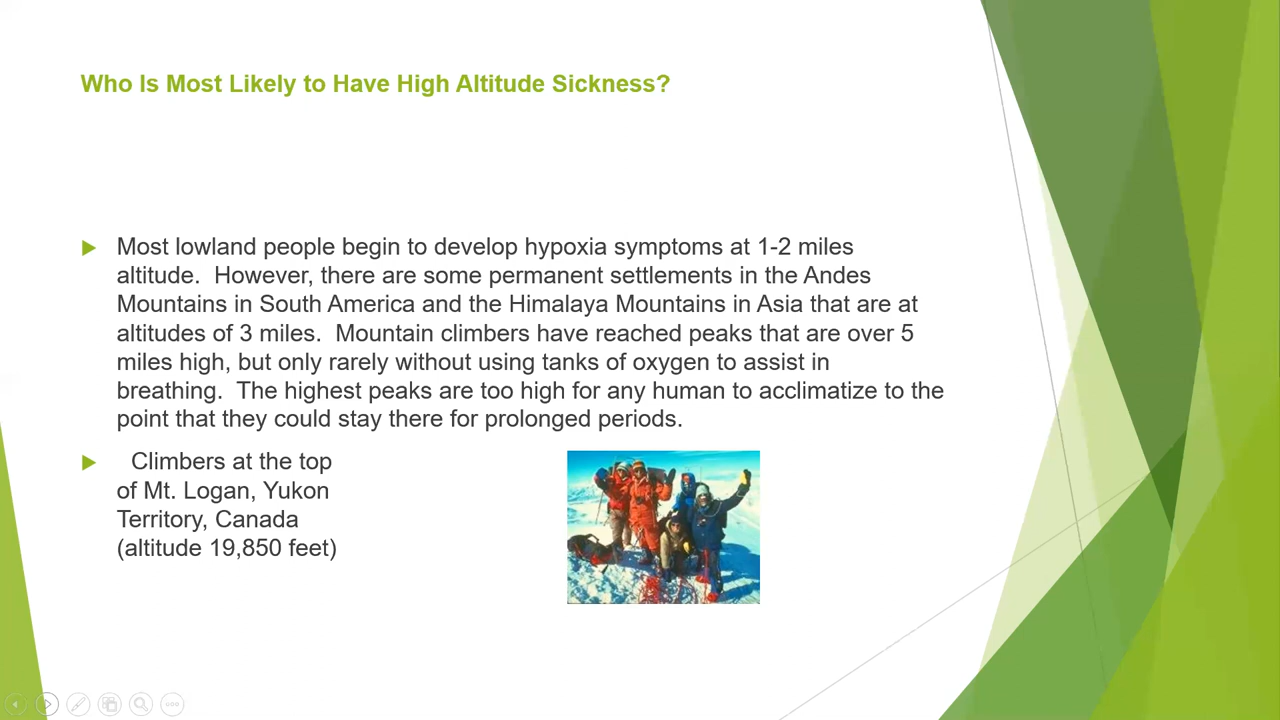 Who Is Most Likely to Have High Altitude Sickness?
Most lowland people begin to develop hypoxia symptoms at 1-2 miles
altitude.  However, there are some permanent settlements in the Andes
Mountains in South America and the Himalaya Mountains in Asia that are at
altitudes of 3 miles.  Mountain climbers have reached peaks that are over 5
miles high, but only rarely without using tanks of oxygen to assist in
breathing.  The highest peaks are too high for any human to acclimatize to the
point that they could stay there for prolonged periods.
Climbers at the top
of Mt. Logan, Yukon
Territory, Canada
(altitude 19,850 feet)